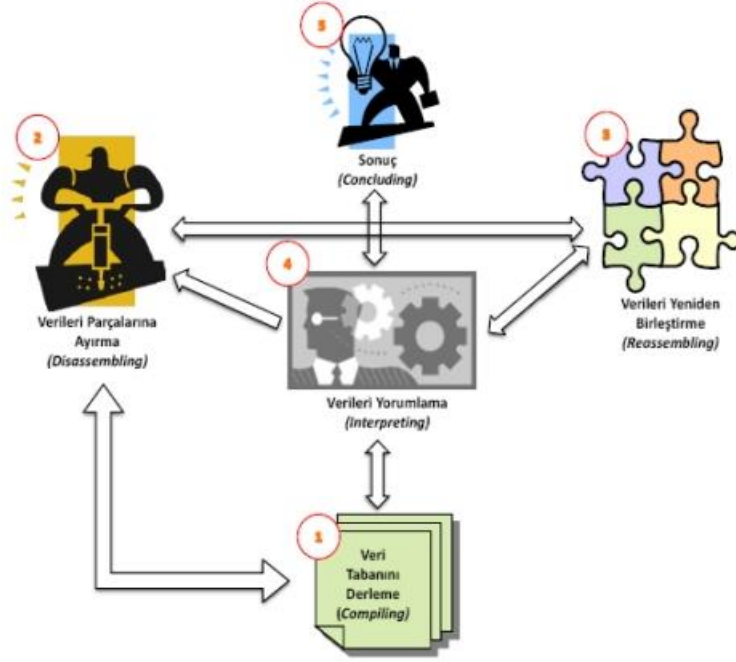 5
Sonuç
(Concluding)
2
Verileri Parçalarına
Ayırma
(Disassembling)
3
Verileri Yeniden
Birleştirme
(Reassembling)
4
Verileri Yorumlama
(Interpreting)
1
Veri
Tabanını
Derleme
(Compiling)